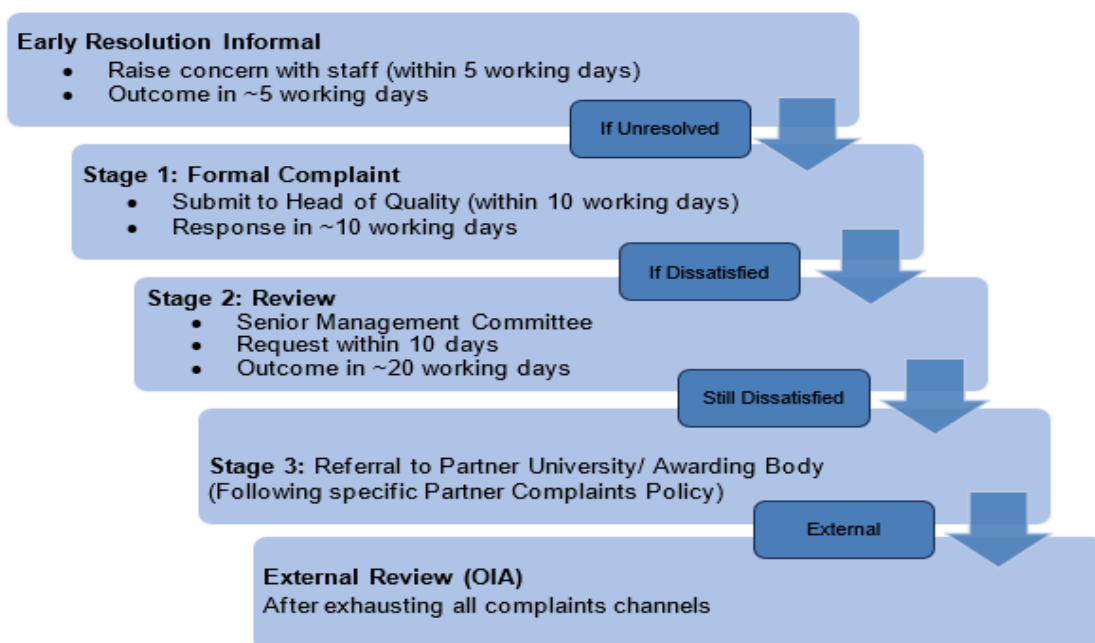 Early Resolution Informal
• Raise concern with staff (within 5 working days)
• Outcome in ~5 working days
If Unresolved
Stage 1: Formal Complaint
• Submit to Head of Quality (within 10 working days)
• Response in ~10 working days
If Dissatisfied
Stage 2: Review
• Senior Management Committee
• Request within 10 days
• Outcome in ~20 working days
Still Dissatisfied
Stage 3: Referral to Partner University/ Awarding Body
(Following specific Partner Complaints Policy)
External
External Review (OIA)
After exhausting all complaints channels